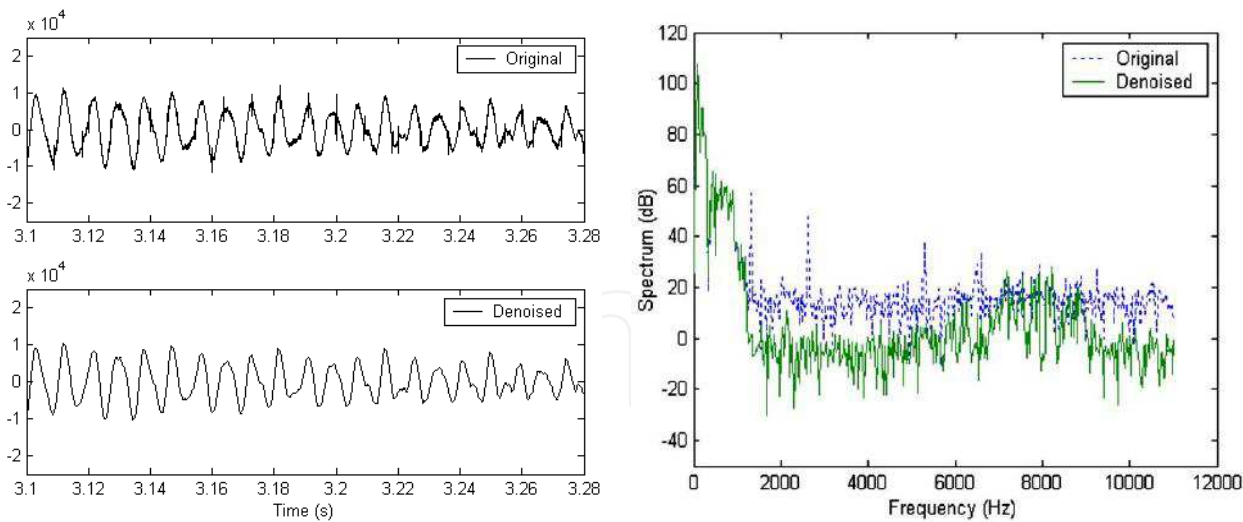 x 10^4
2
1
0
-1
-2
Original
3.1 3.12 3.14 3.16 3.18 3.2 3.22 3.24 3.26 3.28
x 10^4
2
1
0
-1
-2
Denoised
3.1 3.12 3.14 3.16 3.18 3.2 3.22 3.24 3.26 3.28
Time (s)
120
100
80
60
40
20
0
-20
-40
Spectrum (dB)
Original
Denoised
0 2000 4000 6000 8000 10000 12000
Frequency (Hz)